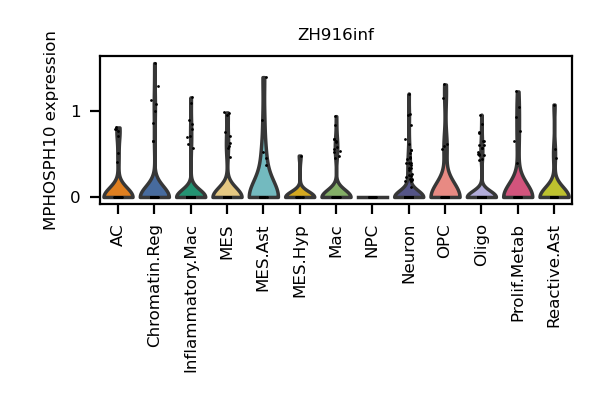 ZH916inf
MPHOSPH10 expression
1
0
AC
Chromatin.Reg
Inflammatory.Mac
MES
MES.Ast
MES.Hyp
Mac
NPC
Neuron
OPC
Oligo
Prolif.Metab
Reactive.Ast